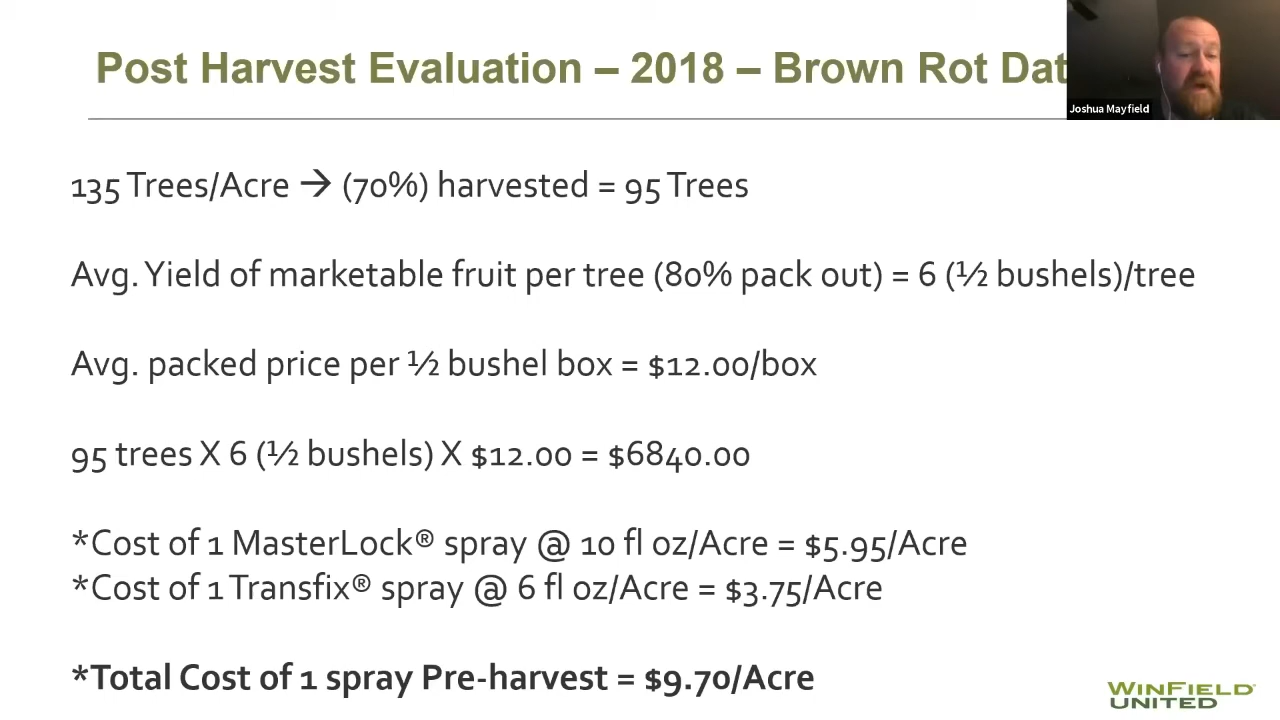 Post Harvest Evaluation – 2018 – Brown Rot Dat
Joshua Mayfield
135 Trees/Acre → (70%) harvested = 95 Trees
Avg. Yield of marketable fruit per tree (80% pack out) = 6 (½ bushels)/tree
Avg. packed price per ½ bushel box = $12.00/box
95 trees X 6 (½ bushels) X $12.00 = $6840.00
*Cost of 1 MasterLock® spray @ 10 fl oz/Acre = $5.95/Acre
*Cost of 1 Transfix® spray @ 6 fl oz/Acre = $3.75/Acre
*Total Cost of 1 spray Pre-harvest = $9.70/Acre
WINFIELD®
UNITED